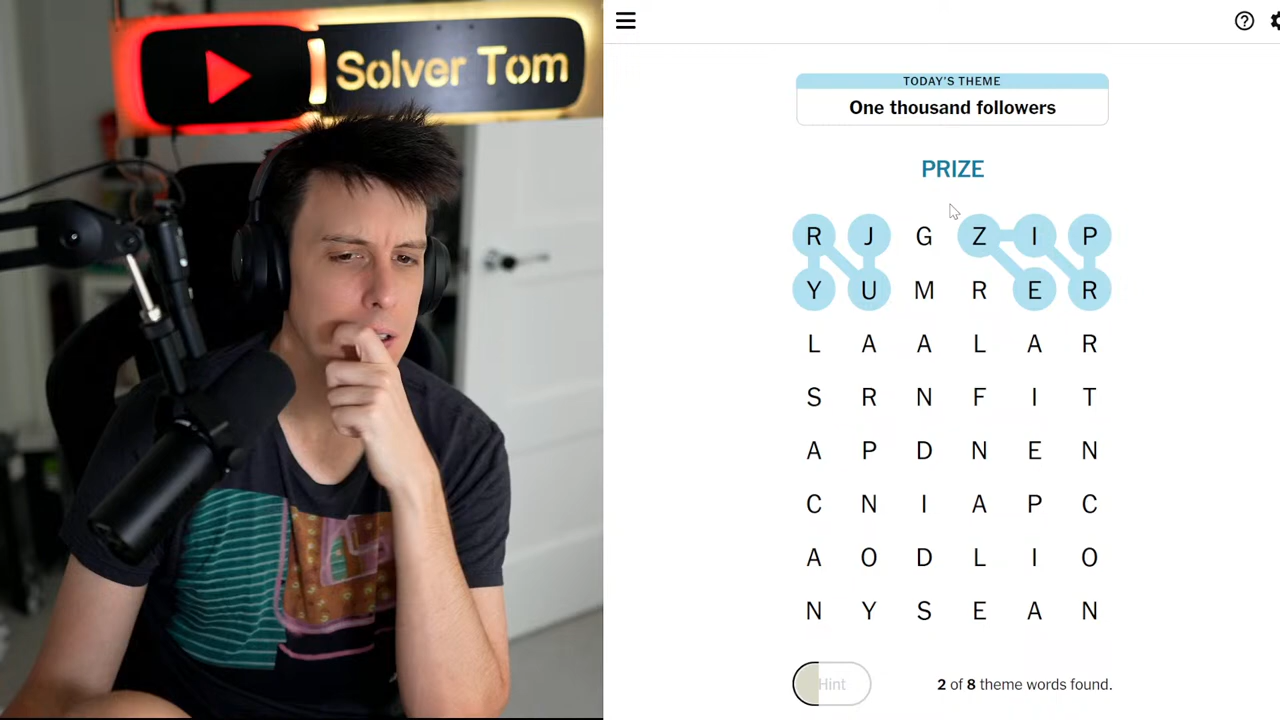 Solver Tom
TODAY'S THEME
One thousand followers
PRIZE
R J G Z I P
Y U M R E R
L A A L A R
S R N F I T
A P D N E N
C N I A P C
A O D L I O
N Y S E A N
Hint
2 of 8 theme words found.